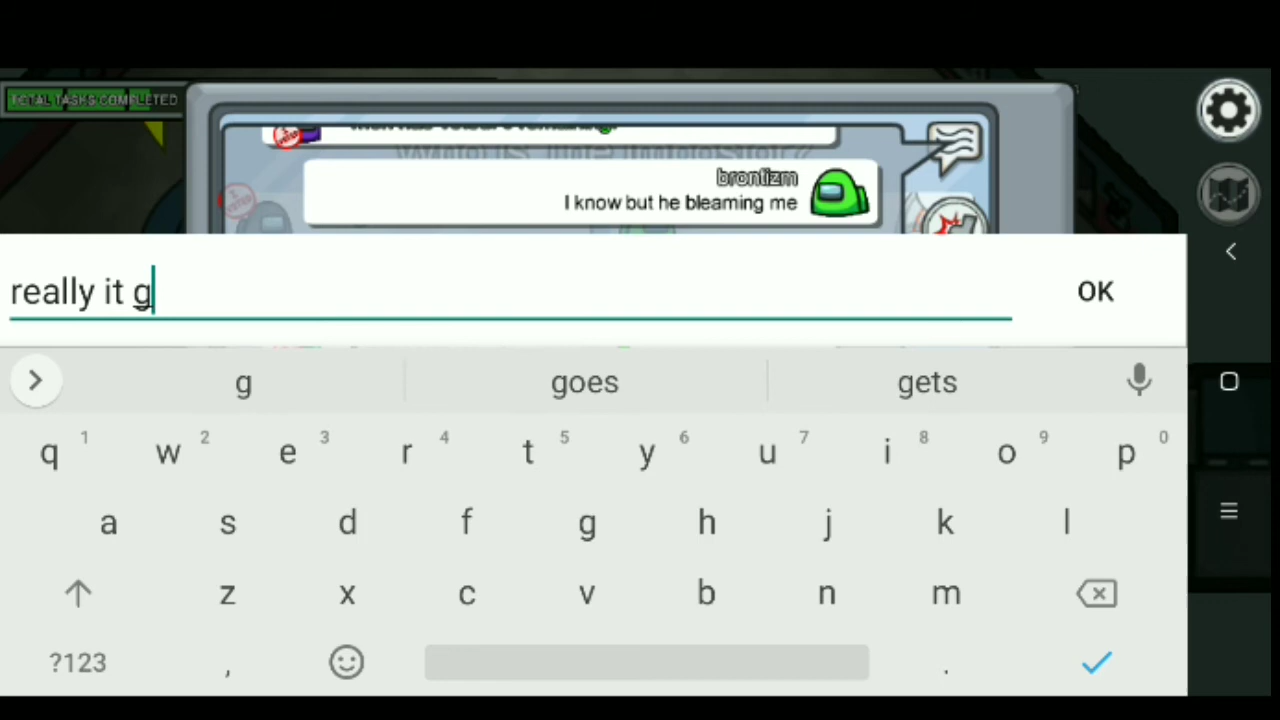 TOTAL TASKS COMPLETED
brontizm
I know but he bleaming me
really it g
OK
g
goes
gets
q 1 w 2 e 3 r 4 t 5 y 6 u 7 i 8 o 9 p 0
a s d f g h j k l
z x c v b n m
?123 , .